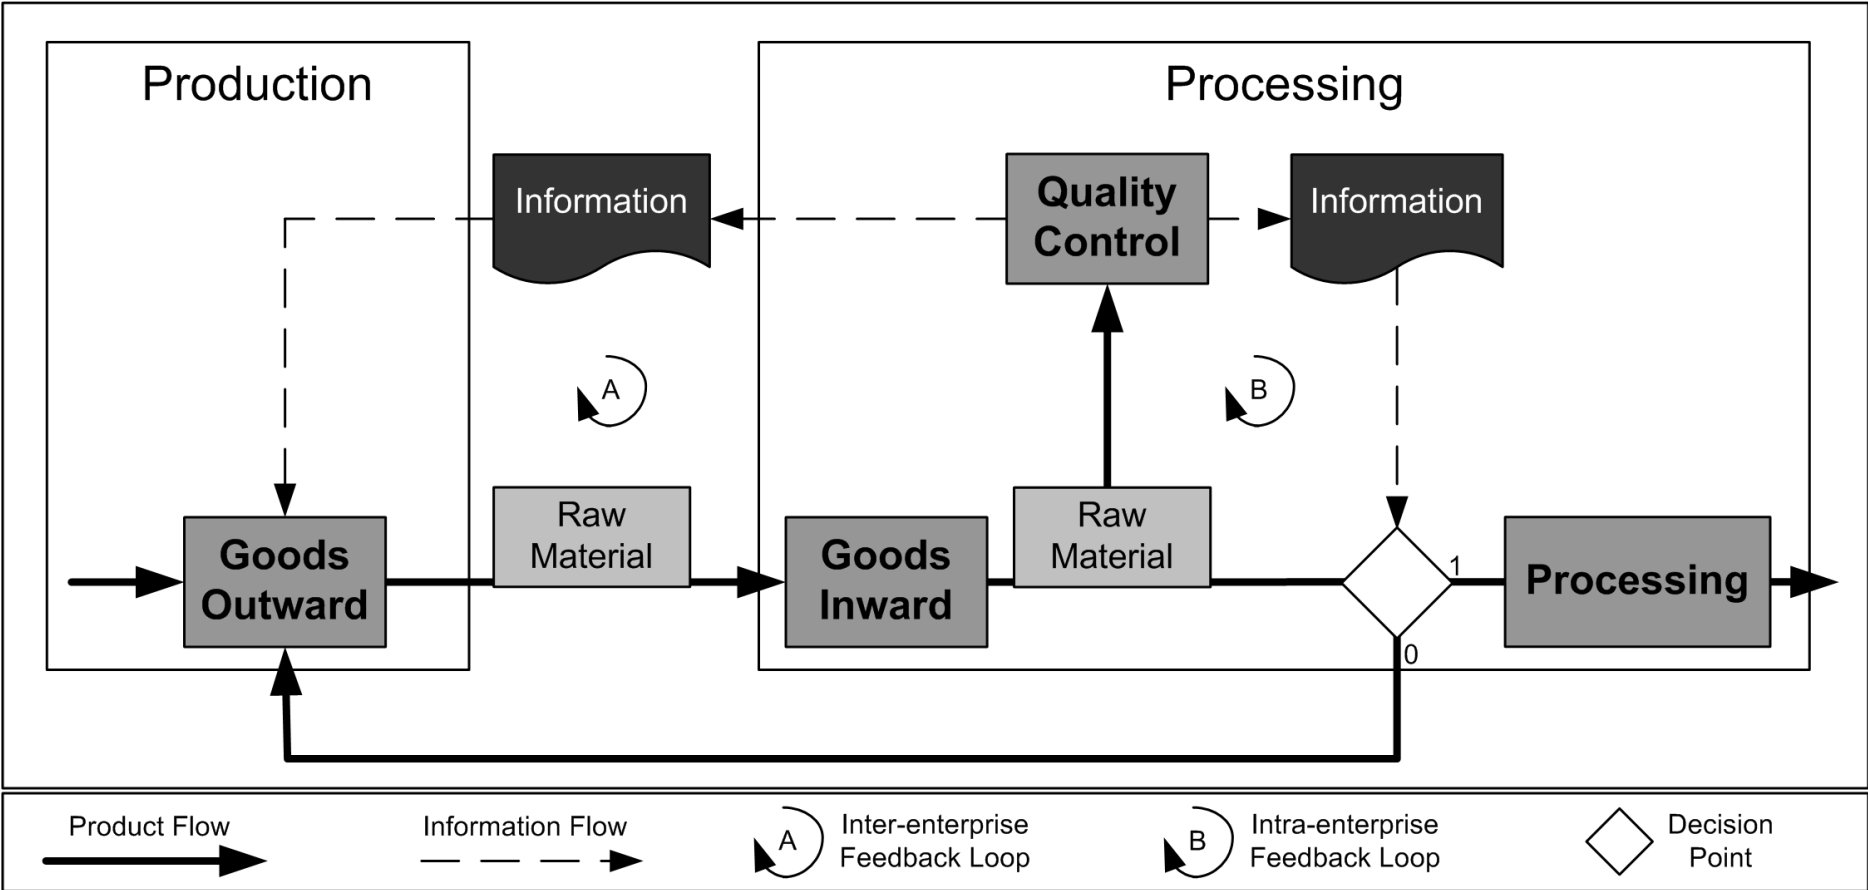 Production
Processing
Information
Quality
Control
Information
A
B
Raw
Material
Raw
Material
Goods
Outward
Goods
Inward
1
Processing
0
Product Flow
Information Flow
A
Inter-enterprise
Feedback Loop
B
Intra-enterprise
Feedback Loop
Decision
Point